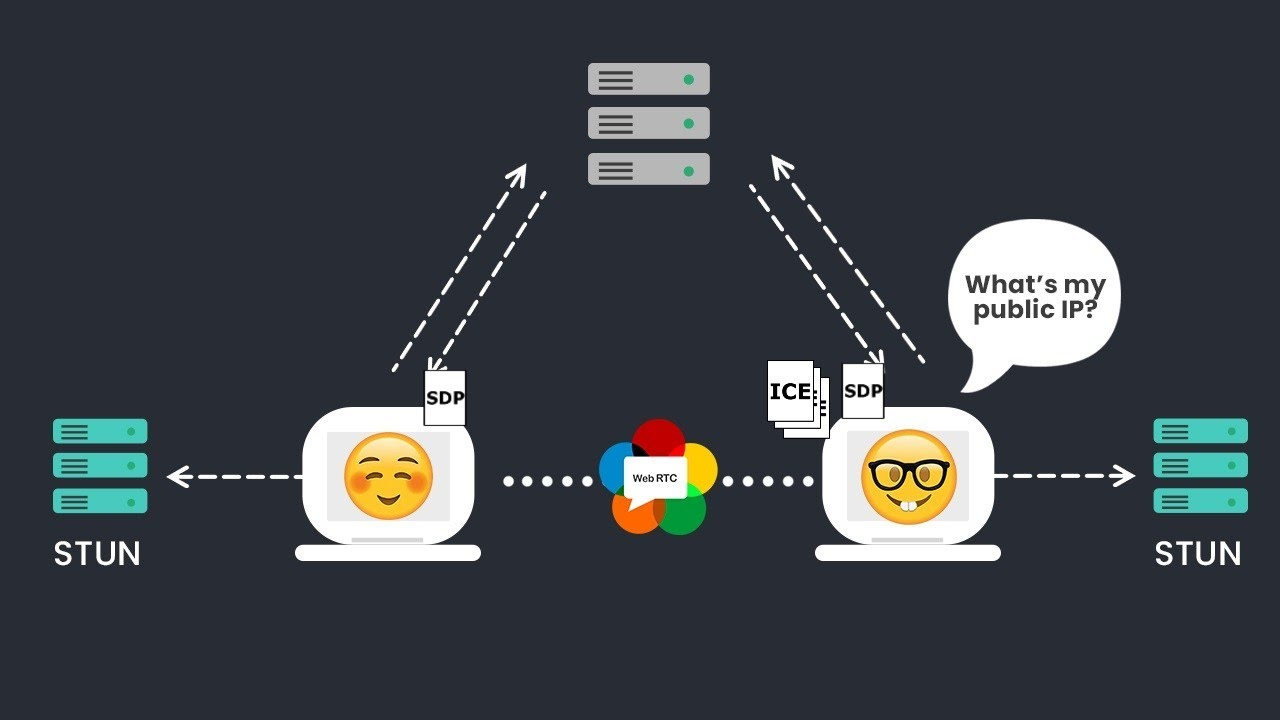 What’s my
public IP?
ICE
SDP
SDP
Web RTC
STUN
STUN